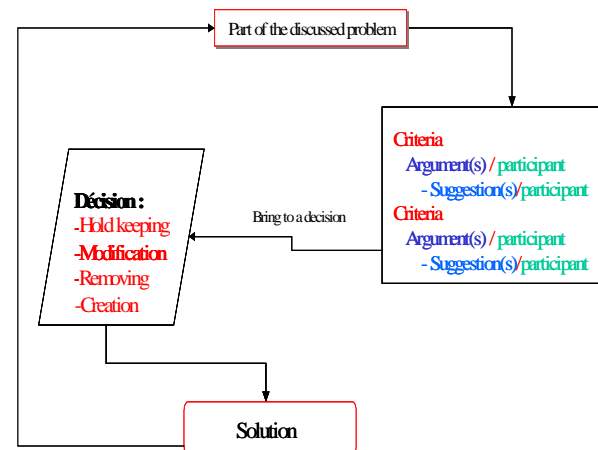 Part of the discussed problem
Criteria
Argument(s) / participant
- Suggestion(s)/participant
Criteria
Argument(s) / participant
- Suggestion(s)/participant
Bring to a decision
Décision :
-Hold keeping
-Modification
-Removing
-Creation
Solution